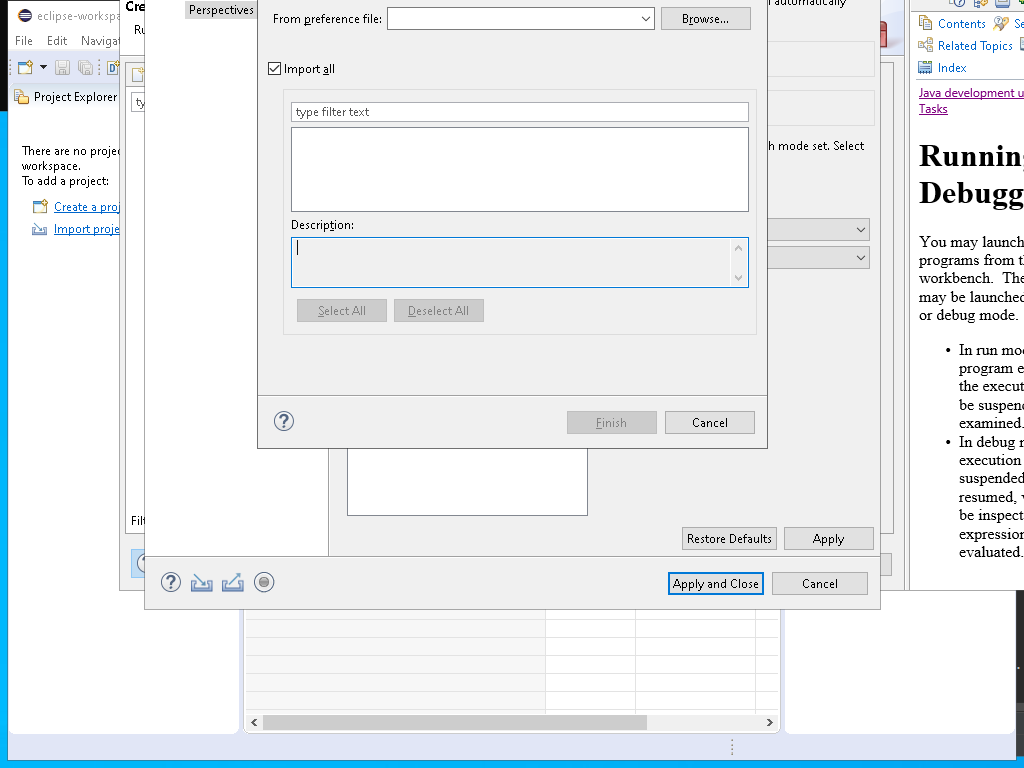 eclipse-workspa
File Edit Navigat
Project Explorer
There are no projec
workspace.
To add a project:
Create a proj
Import proje
Cre
Ru
ty
Filt
Perspectives
automatically
h mode set. Select
From preference file:
Browse...
Import all
type filter text
Description:
Select All
Deselect All
Finish
Cancel
Restore Defaults
Apply
Apply and Close
Cancel
Contents
Se
Related Topics
Index
Java development u
Tasks
Running
Debugg
You may launch
programs from th
workbench. The
may be launched
or debug mode.
• In run mod
program e
the execut
be suspend
examined.
• In debug m
execution
suspended
resumed, v
be inspect
expression
evaluated.